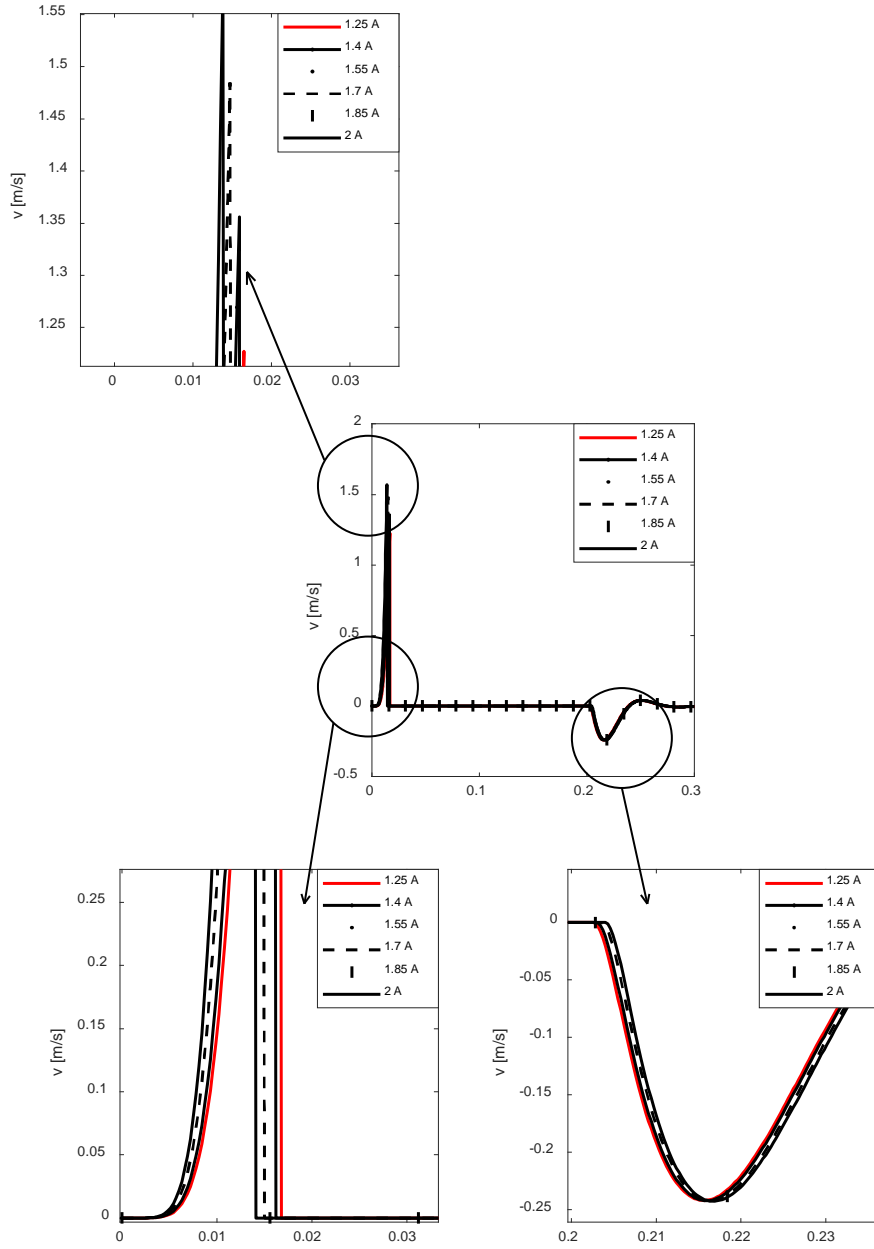 1.55
1.5
1.45
1.4
1.35
1.3
1.25
v [m/s]
0
0.01
0.02
0.03
1.25 A
1.4 A
1.55 A
1.7 A
1.85 A
2 A
2
1.5
1
0.5
0
-0.5
v [m/s]
0
0.1
0.2
0.3
1.25 A
1.4 A
1.55 A
1.7 A
1.85 A
2 A
0.25
0.2
0.15
0.1
0.05
0
v [m/s]
0
0.01
0.02
0.03
1.25 A
1.4 A
1.55 A
1.7 A
1.85 A
2 A
0
-0.05
-0.1
-0.15
-0.2
-0.25
v [m/s]
0.2
0.21
0.22
0.23
1.25 A
1.4 A
1.55 A
1.7 A
1.85 A
2 A